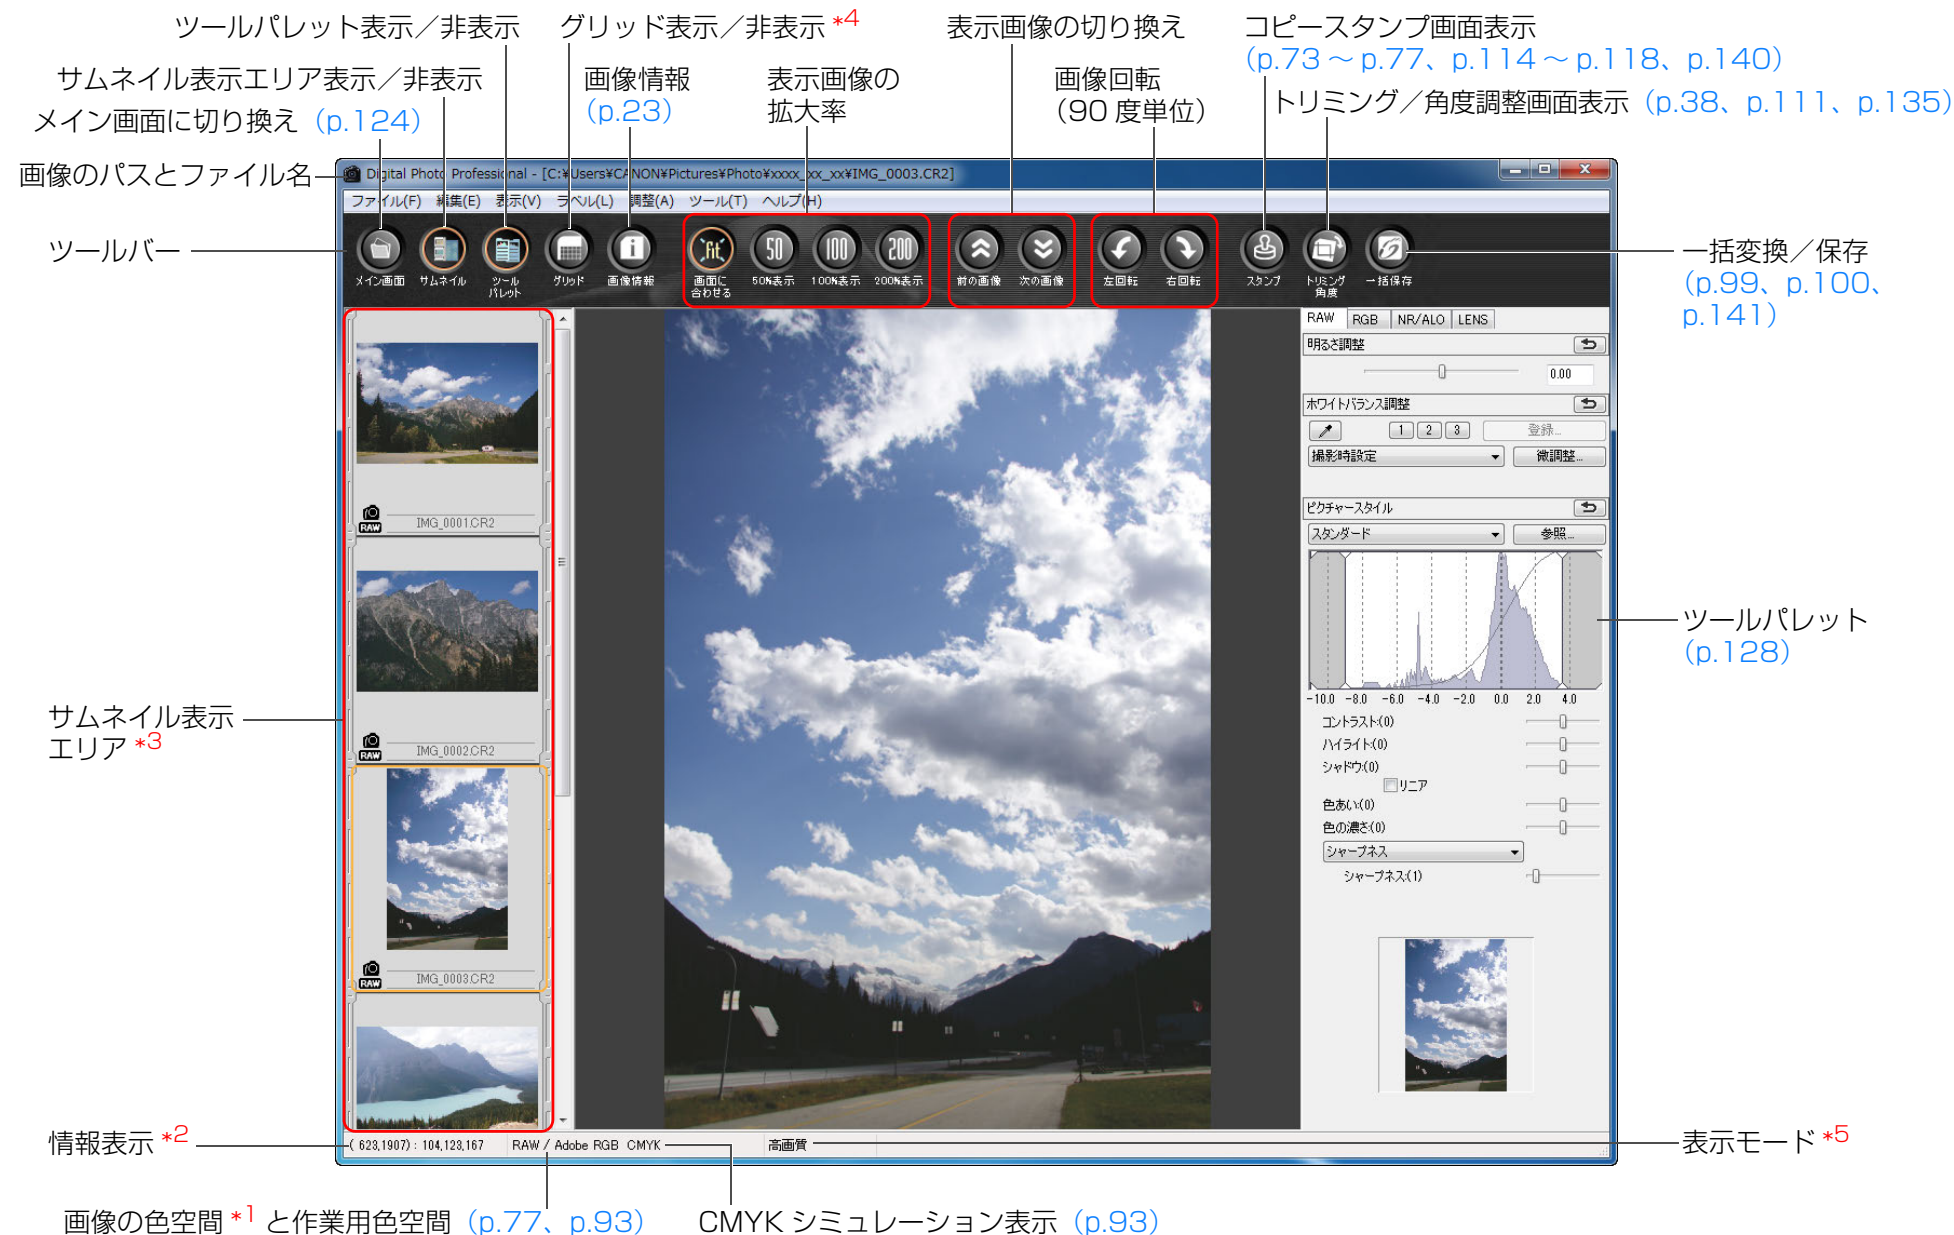 ツールパレット表示／非表示
グリッド表示／非表示 *4
表示画像の切り換え
コピースタンプ画面表示
（p.73～p.77、p.114～p.118、p.140）
サムネイル表示エリア表示／非表示
画像情報
（p.23）
表示画像の
拡大率
画像回転
（90 度単位）
トリミング／角度調整画面表示（p.38、p.111、p.135）
メイン画面に切り換え（p.124）
画像のパスとファイル名
Digital Photo Professional - [C:¥Users¥CANON¥Pictures¥Photo¥xxxx_xx_xx¥IMG_0003.CR2]
ファイル(F) 編集(E) 表示(V) ラベル(L) 調整(A) ツール(T) ヘルプ(H)
ツールバー
fit 50 100 200
メイン画面 サムネイル ツール
パレット グリッド 画像情報 画面に
合わせる 50%表示 100%表示 200%表示 前の画像 次の画像 左回転 右回転 スタンプ トリミング
角度 一括保存
一括変換／保存
（p.99、p.100、
p.141）
RAW RGB NR/ALO LENS
明るさ調整
0.00
ホワイトバランス調整
1 2 3 登録...
撮影時設定 微調整...
ピクチャースタイル
スタンダード 参照...
-10.0 -8.0 -6.0 -4.0 -2.0 0.0 2.0 4.0
コントラスト:(0)
ハイライト:(0)
シャドウ:(0)
リニア
色あい:(0)
色の濃さ:(0)
シャープネス
シャープネス:(1)
ツールパレット
（p.128）
RAW IMG_0001.CR2
RAW IMG_0002.CR2
RAW IMG_0003.CR2
サムネイル表示
エリア *3
情報表示 *2
( 623,1907) : 104,123,167 RAW / Adobe RGB CMYK 高画質
表示モード *5
画像の色空間 *1 と作業用色空間（p.77、p.93）
CMYK シミュレーション表示（p.93）